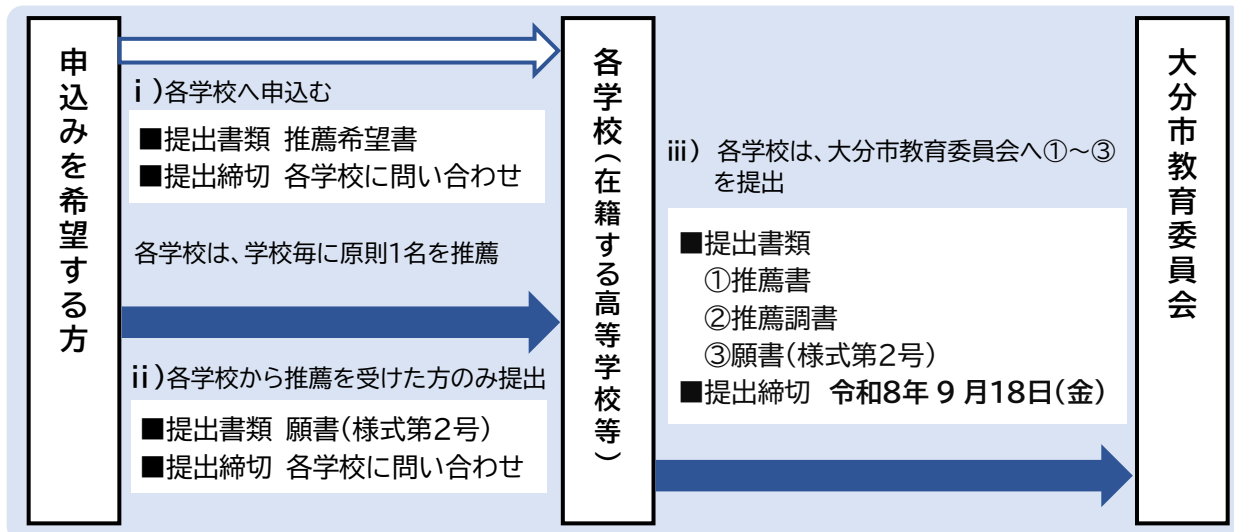 申込みを希望する方
ⅰ)各学校へ申込む
■提出書類 推薦希望書
■提出締切 各学校に問い合わせ
各学校は、学校毎に原則1名を推薦
ⅱ)各学校から推薦を受けた方のみ提出
■提出書類 願書(様式第2号)
■提出締切 各学校に問い合わせ
各学校(在籍する高等学校等)
ⅲ) 各学校は、大分市教育委員会へ①～③
を提出
■提出書類
①推薦書
②推薦調書
③願書(様式第2号)
■提出締切 令和8年 9 月18日(金)
大分市教育委員会